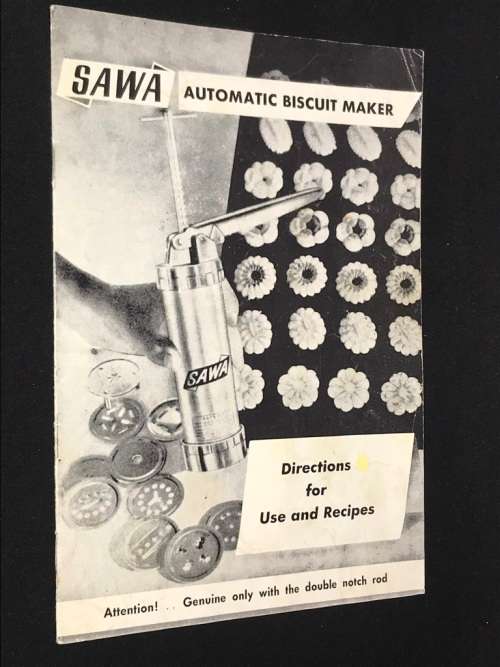 SAWA AUTOMATIC BISCUIT MAKER
SAWA
Directions
for
Use and Recipes
Attention! .. Genuine only with the double notch rod